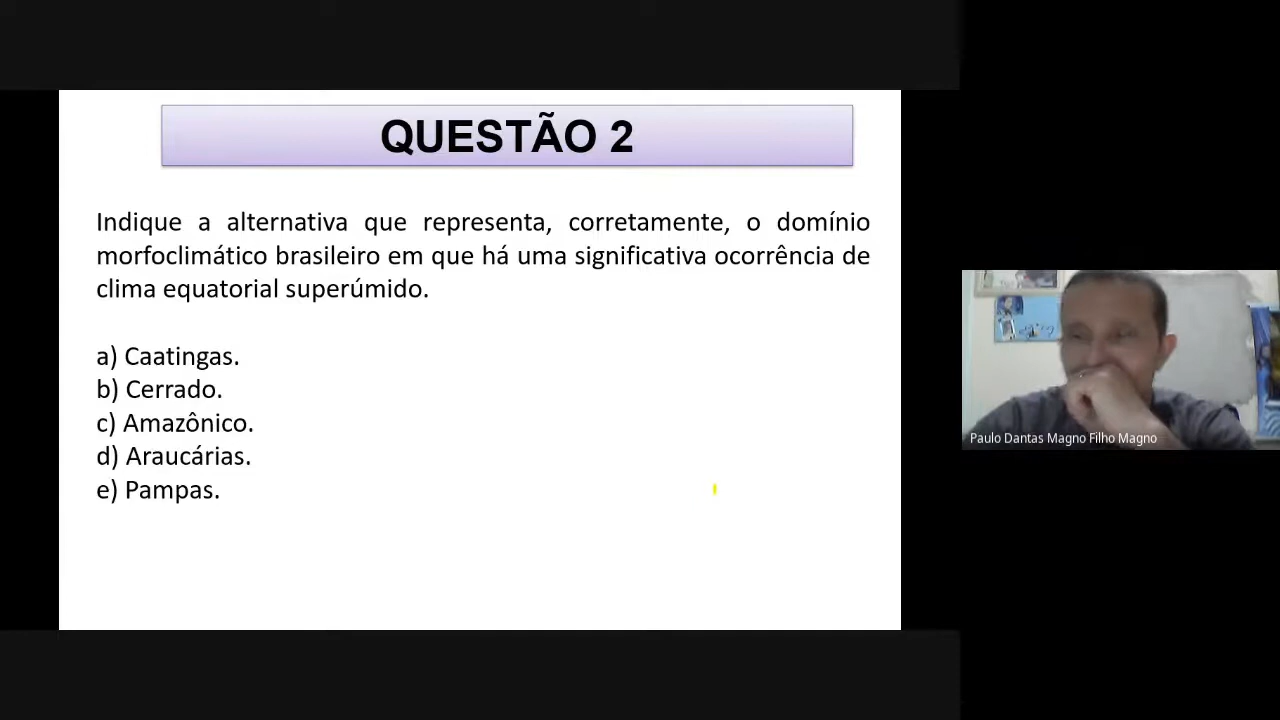 QUESTÃO 2
Indique a alternativa que representa, corretamente, o domínio
morfoclimático brasileiro em que há uma significativa ocorrência de
clima equatorial superúmido.
a) Caatingas.
b) Cerrado.
c) Amazônico.
d) Araucárias.
e) Pampas.
Paulo Dantas Magno Filho Magno